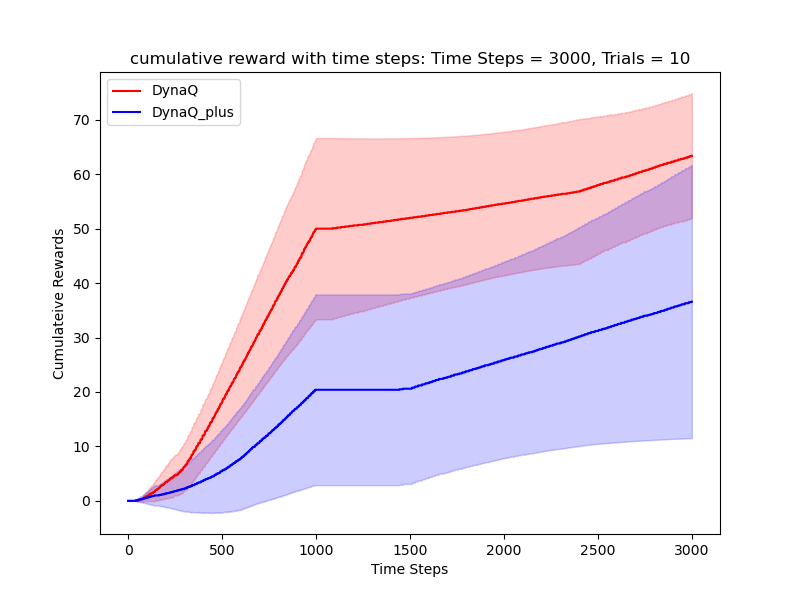 cumulative reward with time steps: Time Steps = 3000, Trials = 10
DynaQ
DynaQ_plus
Cumulateive Rewards
70
60
50
40
30
20
10
0
0 500 1000 1500 2000 2500 3000
Time Steps